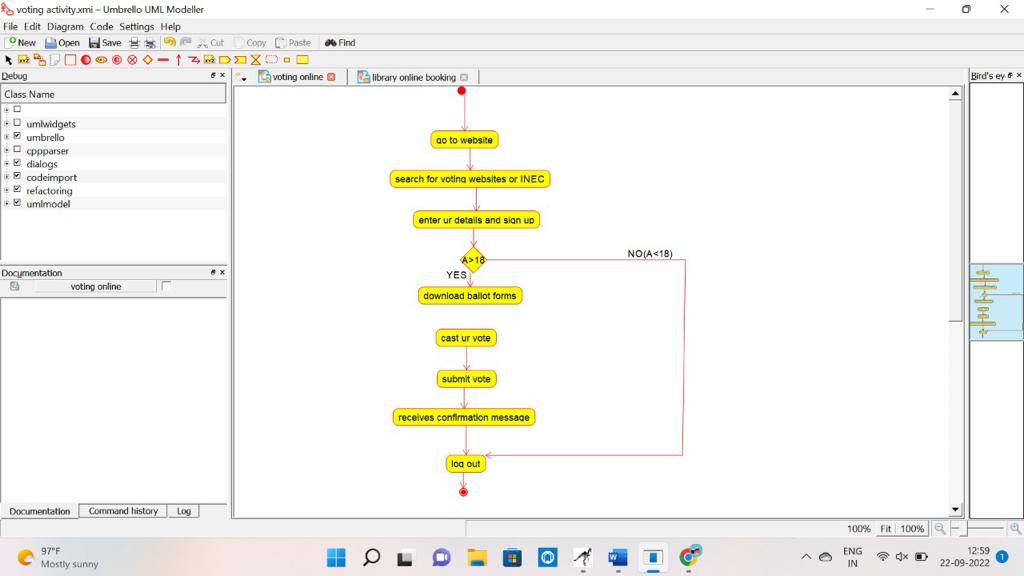 voting activity.xmi – Umbrello UML Modeller
File Edit Diagram Code Settings Help
New Open Save Cut Copy Paste Find
XYZ XYZ
Debug
voting online library online booking
Bird's ey
Class Name
umlwidgets
umbrello
cppparser
dialogs
codeimport
refactoring
umlmodel
go to website
search for voting websites or INEC
enter ur details and sign up
A>18
NO(A<18)
YES
download ballot forms
cast ur vote
submit vote
receives confirmation message
log out
Documentation
voting online
Documentation Command history Log
100% Fit 100%
97°F
Mostly sunny
ENG
IN
12:59
22-09-2022
1